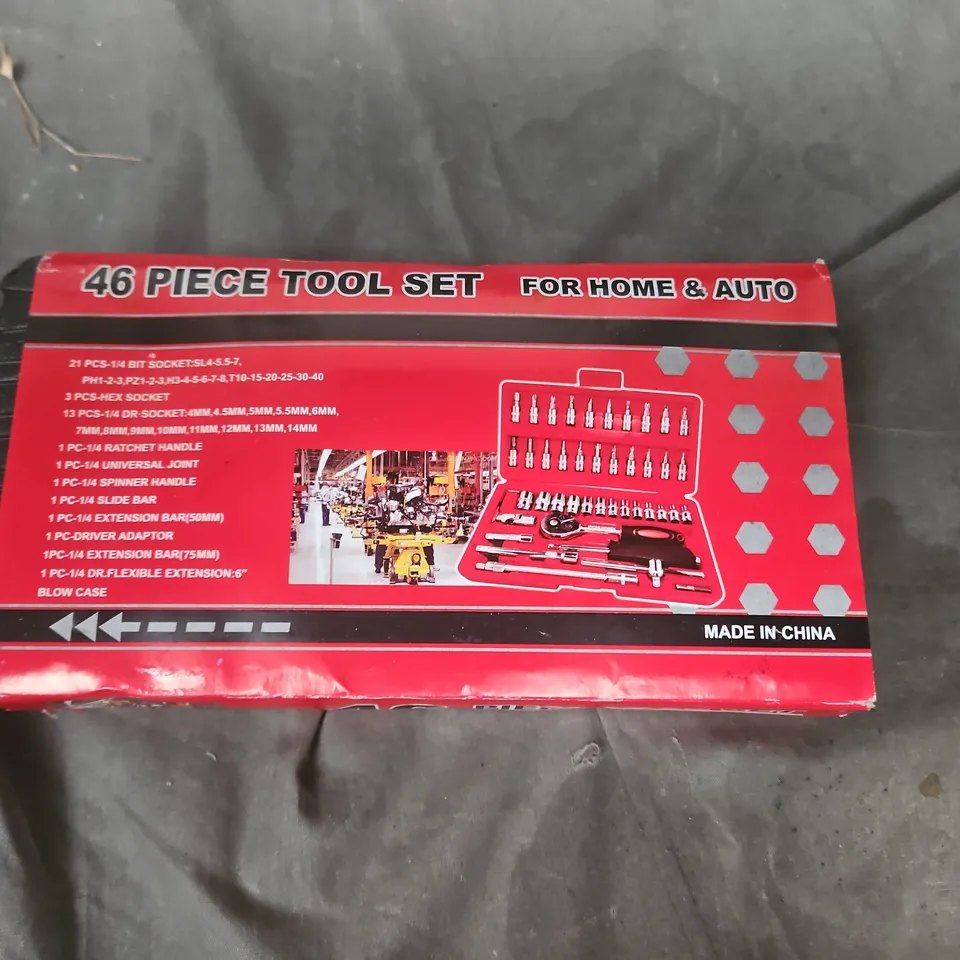 46 PIECE TOOL SET FOR HOME & AUTO
21 PCS-1/4 BIT SOCKET:SL4-5.5-7,
PH1-2-3,PZ1-2-3,H3-4-5-6-7-8,T10-15-20-25-30-40
3 PCS-HEX SOCKET
13 PCS-1/4 DR·SOCKET:4MM,4.5MM,5MM,5.5MM,6MM,
7MM,8MM,9MM,10MM,11MM,12MM,13MM,14MM
1 PC-1/4 RATCHET HANDLE
1 PC-1/4 UNIVERSAL JOINT
1 PC-1/4 SPINNER HANDLE
1 PC-1/4 SLIDE BAR
1 PC-1/4 EXTENSION BAR(50MM)
1 PC-DRIVER ADAPTOR
1PC-1/4 EXTENSION BAR(75MM)
1 PC-1/4 DR.FLEXIBLE EXTENSION:6"
BLOW CASE
MADE IN CHINA